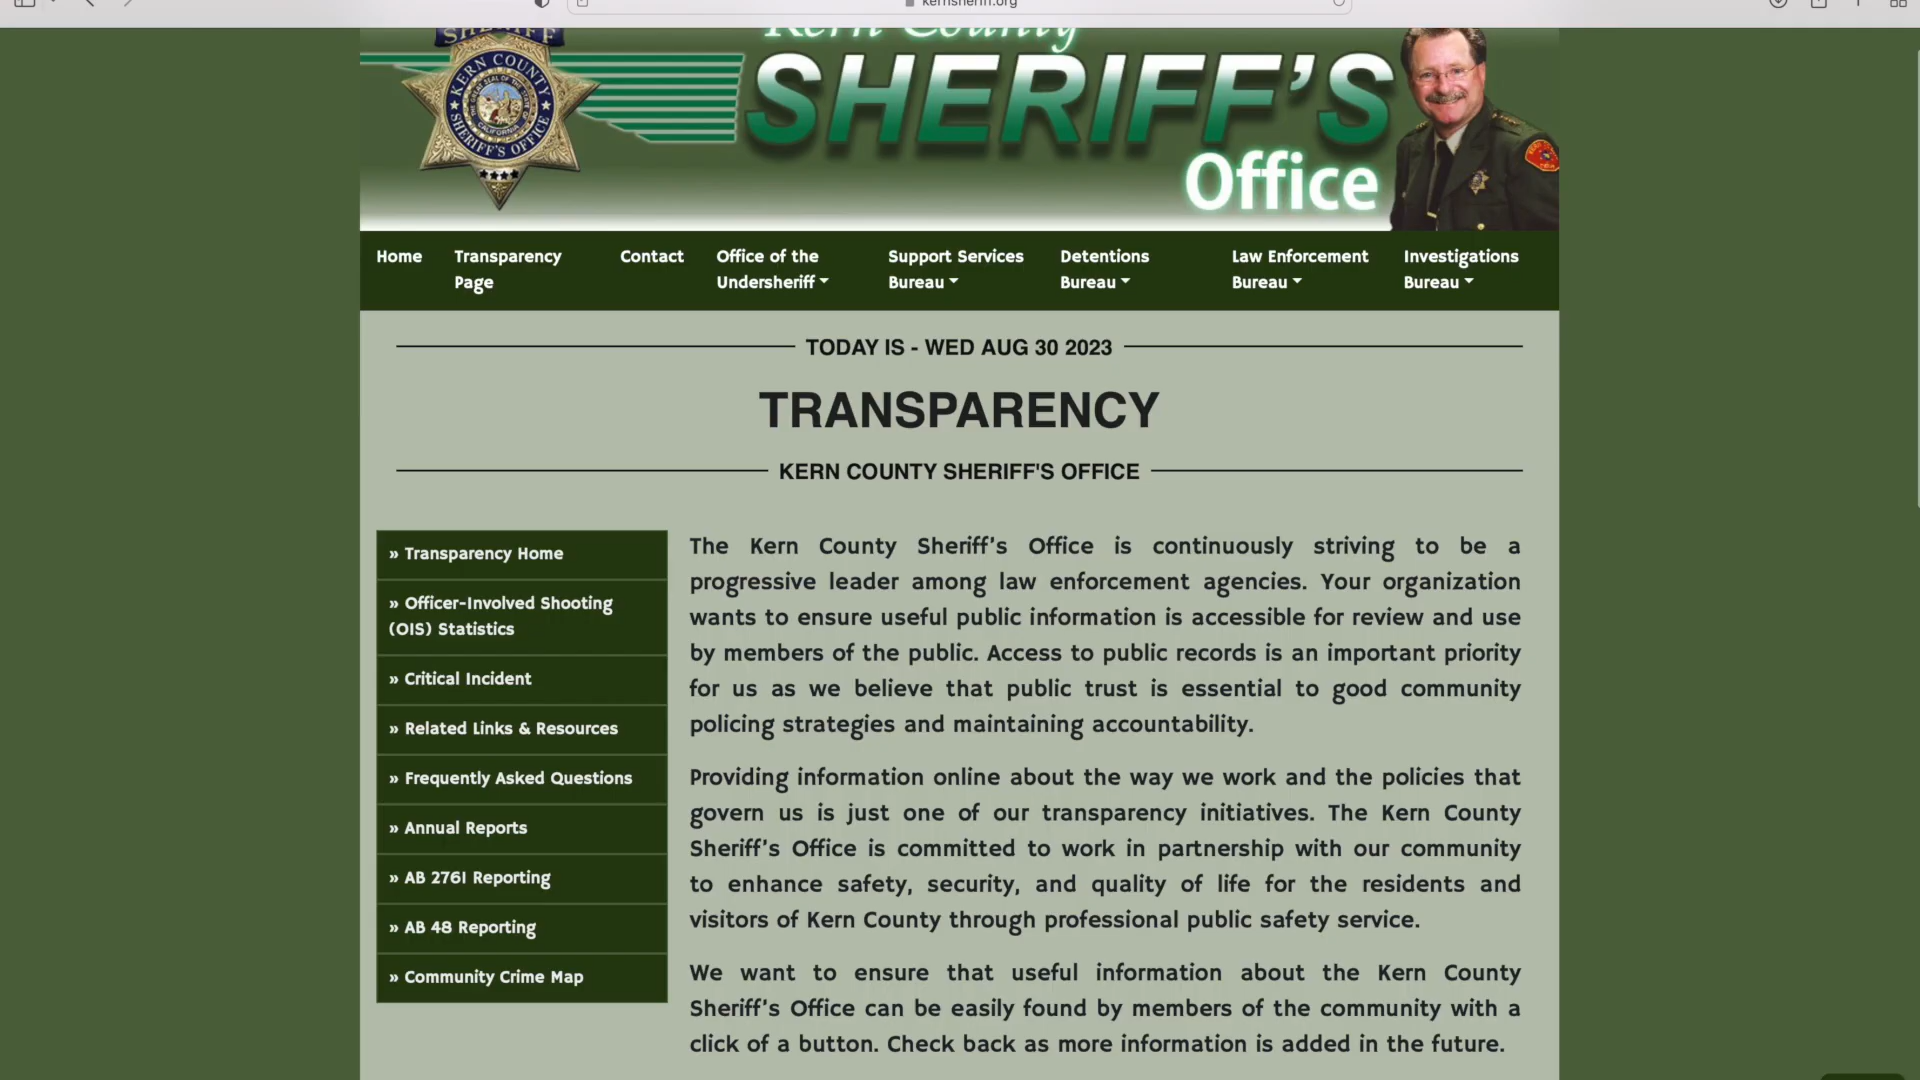 kernsheriff.org
SHERIFF
Kern County
KERN COUNTY
SHERIFF'S OFFICE
CALIFORNIA
SHERIFF'S
Office
Home
Transparency
Page
Contact
Office of the
Undersheriff
Support Services
Bureau
Detentions
Bureau
Law Enforcement
Bureau
Investigations
Bureau
TODAY IS - WED AUG 30 2023
TRANSPARENCY
KERN COUNTY SHERIFF'S OFFICE
» Transparency Home
» Officer-Involved Shooting
(OIS) Statistics
» Critical Incident
» Related Links & Resources
» Frequently Asked Questions
» Annual Reports
» AB 2761 Reporting
» AB 48 Reporting
» Community Crime Map
The Kern County Sheriff's Office is continuously striving to be a
progressive leader among law enforcement agencies. Your organization
wants to ensure useful public information is accessible for review and use
by members of the public. Access to public records is an important priority
for us as we believe that public trust is essential to good community
policing strategies and maintaining accountability.
Providing information online about the way we work and the policies that
govern us is just one of our transparency initiatives. The Kern County
Sheriff's Office is committed to work in partnership with our community
to enhance safety, security, and quality of life for the residents and
visitors of Kern County through professional public safety service.
We want to ensure that useful information about the Kern County
Sheriff's Office can be easily found by members of the community with a
click of a button. Check back as more information is added in the future.